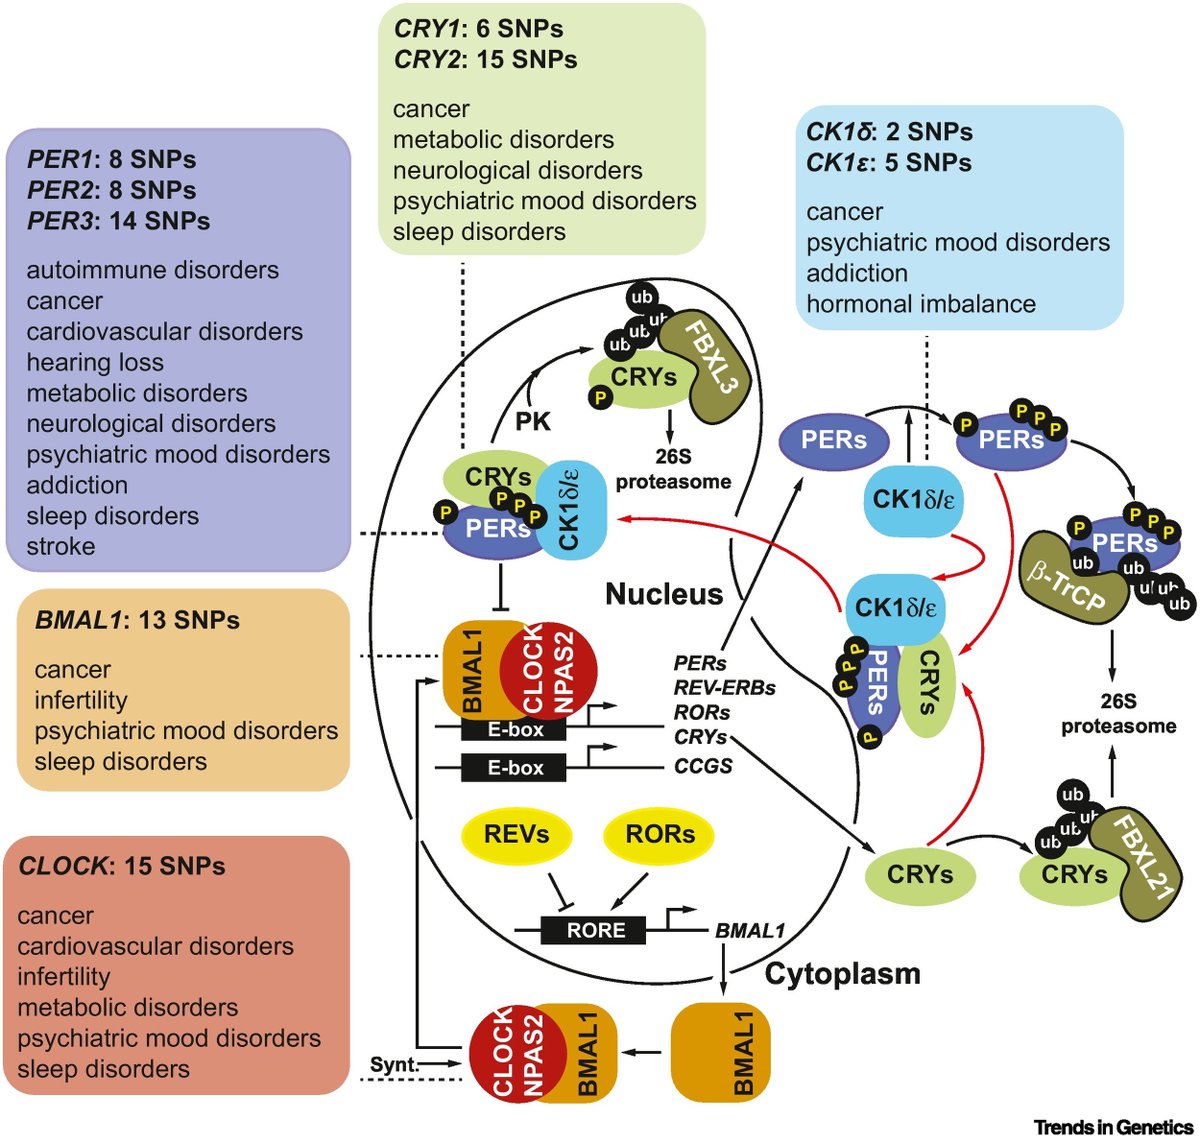 CRY1: 6 SNPs
CRY2: 15 SNPs
cancer
metabolic disorders
neurological disorders
psychiatric mood disorders
sleep disorders
PER1: 8 SNPs
PER2: 8 SNPs
PER3: 14 SNPs
autoimmune disorders
cancer
cardiovascular disorders
hearing loss
metabolic disorders
neurological disorders
psychiatric mood disorders
addiction
sleep disorders
stroke
CK1δ: 2 SNPs
CK1ε: 5 SNPs
cancer
psychiatric mood disorders
addiction
hormonal imbalance
BMAL1: 13 SNPs
cancer
infertility
psychiatric mood disorders
sleep disorders
CLOCK: 15 SNPs
cancer
cardiovascular disorders
infertility
metabolic disorders
psychiatric mood disorders
sleep disorders
ub
ub
ub
ub
FBXL3
CRYs
P
PK
26S
proteasome
CRYs
P
P
P
P
PERs
CK1δ/ε
Nucleus
BMAL1
CLOCK
NPAS2
E-box
E-box
PERs
REV-ERBs
RORs
CRYs
CCGS
REVs
RORs
RORE
BMAL1
Cytoplasm
Synt.
CLOCK
NPAS2
BMAL1
BMAL1
PERs
P
P
P
P
PERs
CK1δ/ε
P
P
P
P
PERs
ub
ub
ub
ub
ub
β-TrCP
26S
proteasome
CK1δ/ε
P
P
P
P
PERs
CRYs
CRYs
ub
ub
ub
ub
CRYs
FBXL21
Trends in Genetics